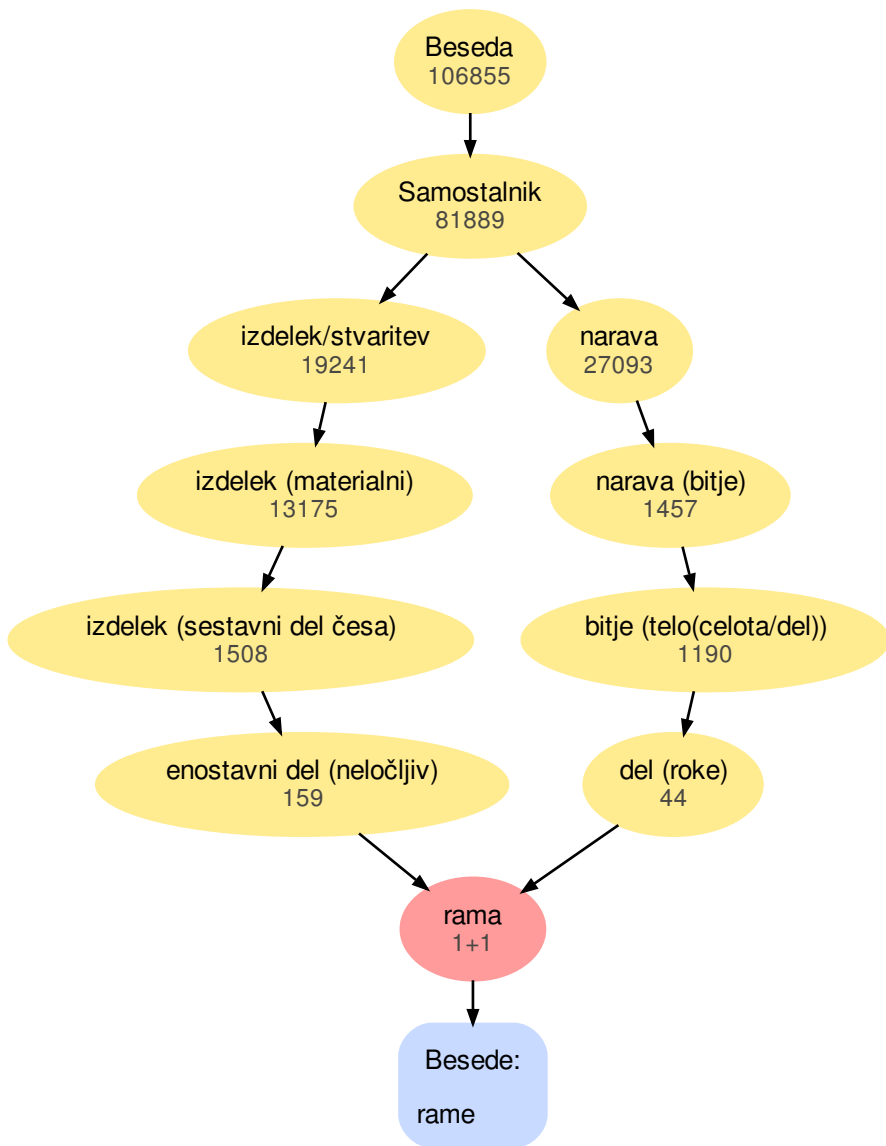 Beseda
106855
Samostalnik
81889
izdelek/stvaritev
19241
narava
27093
izdelek (materialni)
13175
narava (bitje)
1457
izdelek (sestavni del česa)
1508
bitje (telo(celota/del))
1190
enostavni del (neločljiv)
159
del (roke)
44
rama
1+1
Besede:
rame